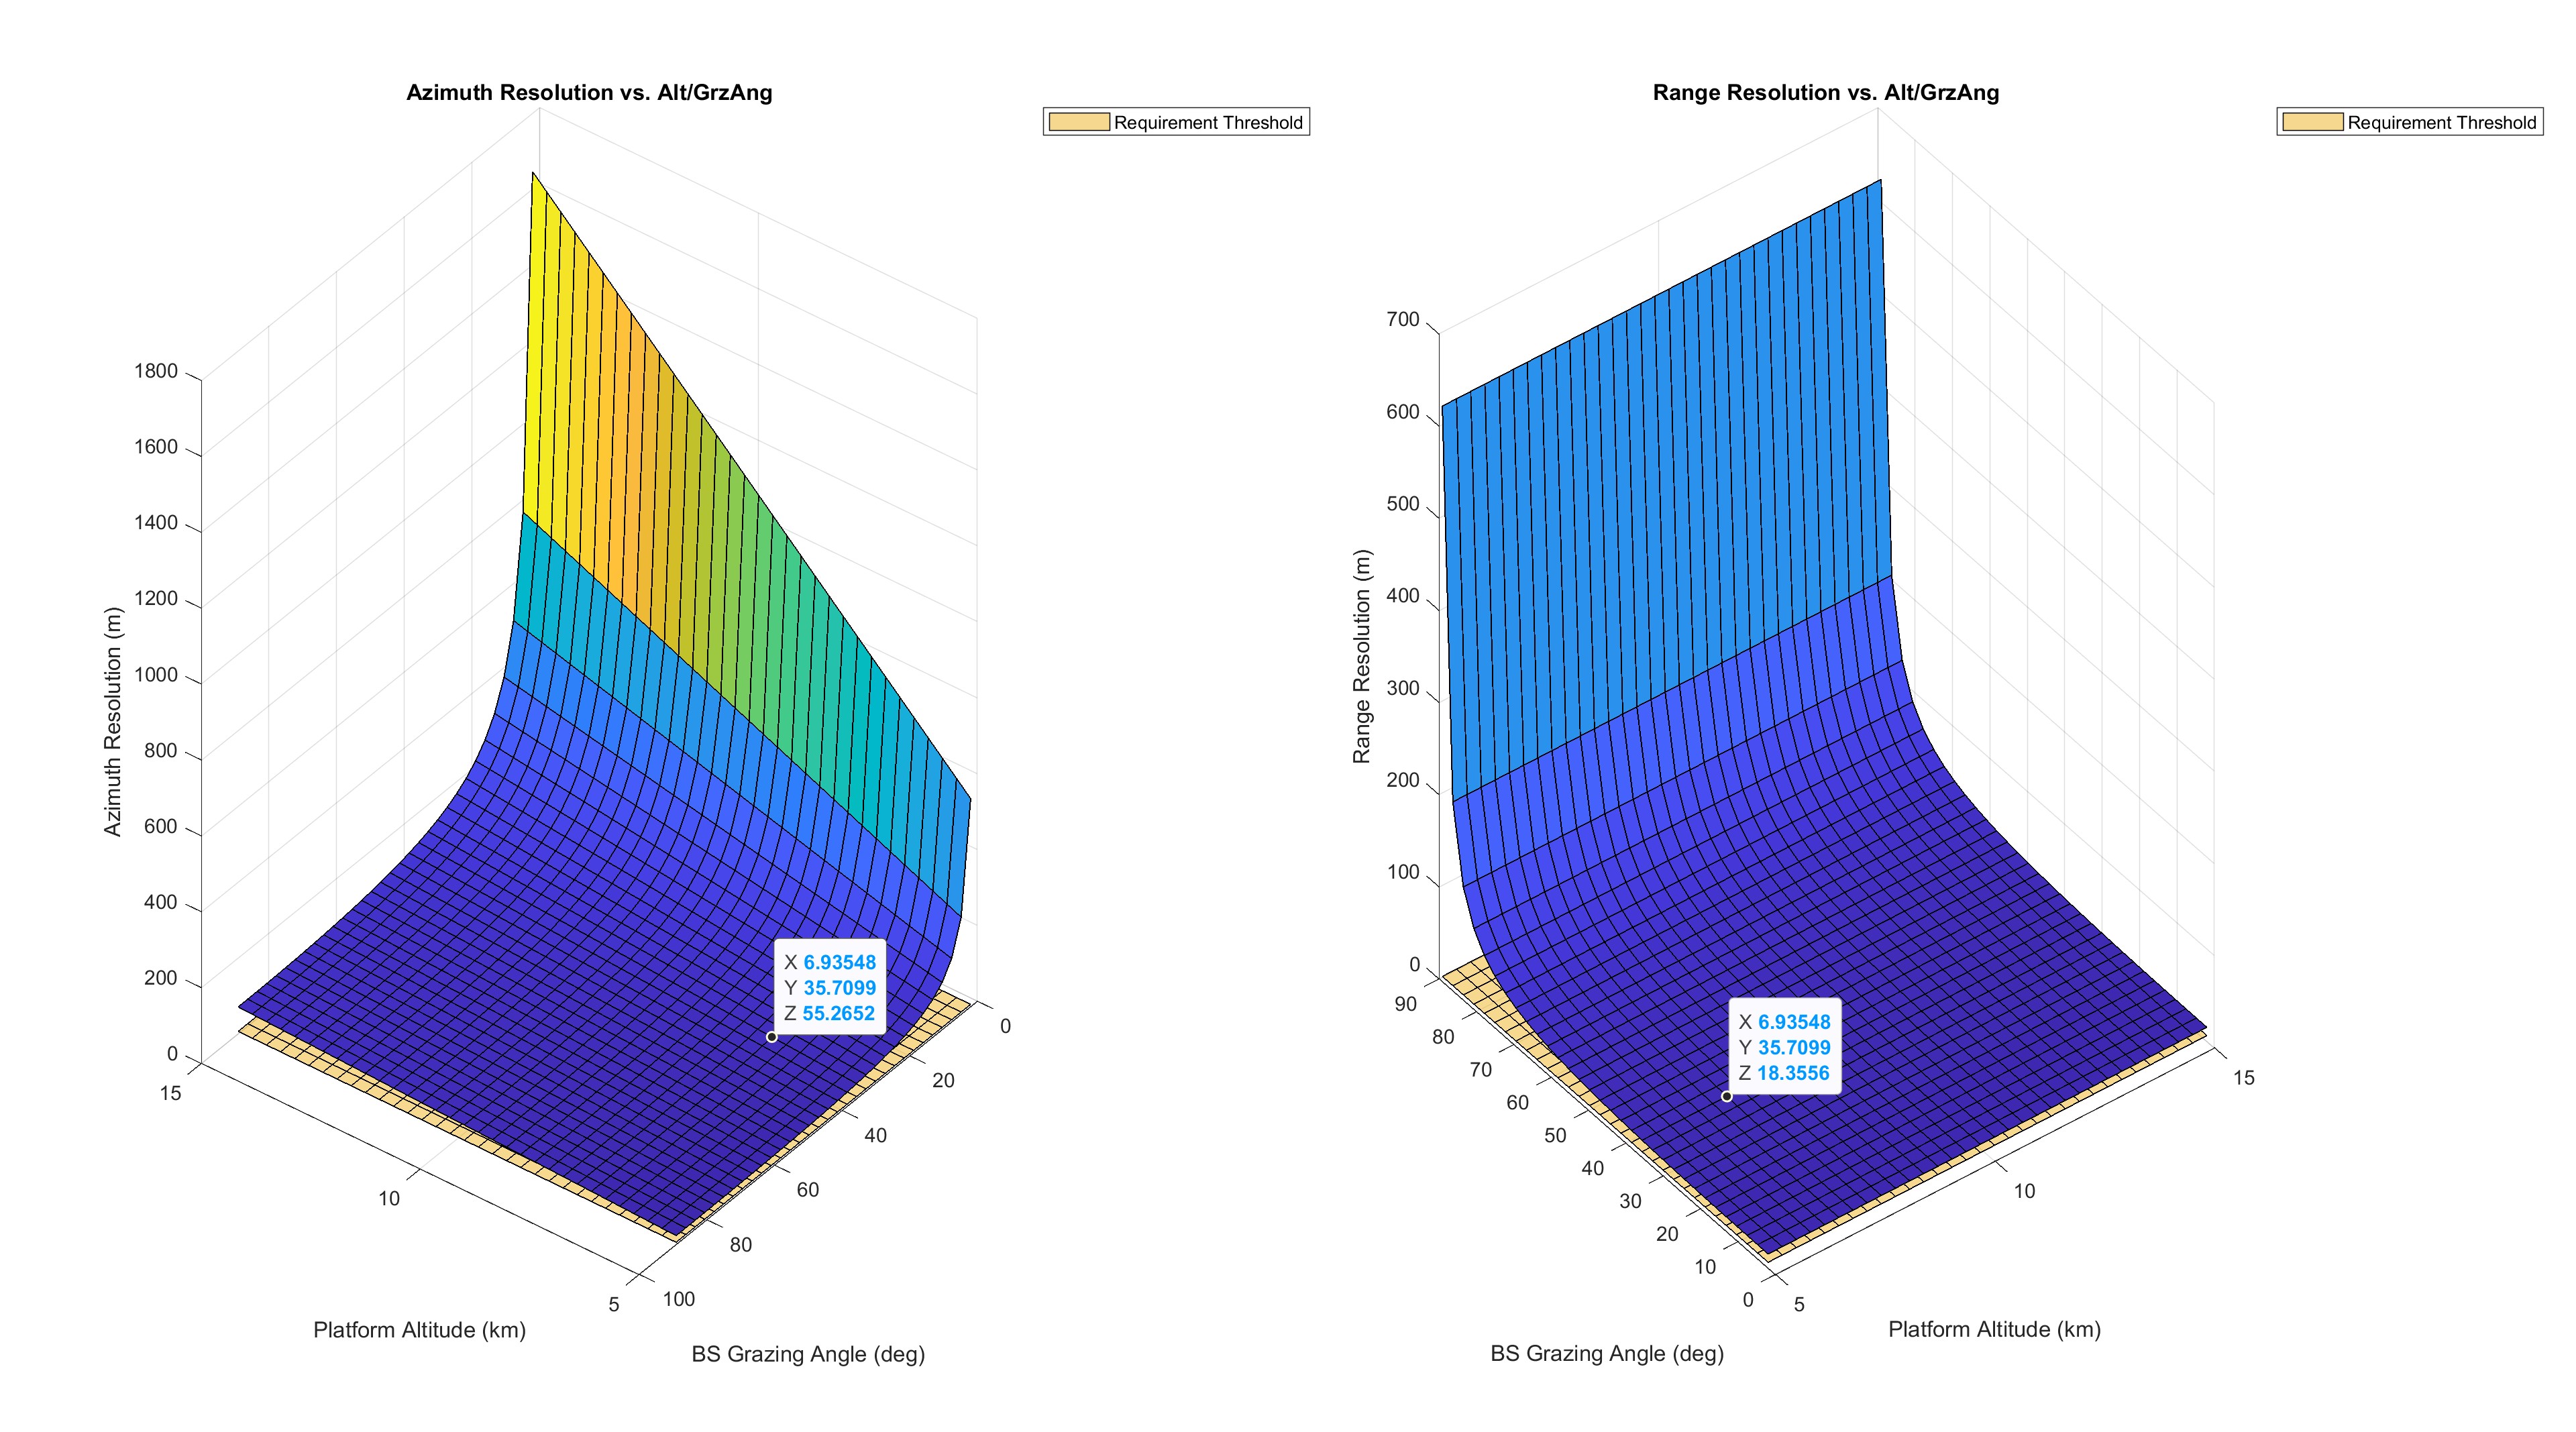 Azimuth Resolution vs. Alt/GrzAng
Requirement Threshold
1800
1600
1400
1200
1000
800
600
400
200
0
Azimuth Resolution (m)
X 6.93548
Y 35.7099
Z 55.2652
15
10
5
Platform Altitude (km)
0
20
40
60
80
100
BS Grazing Angle (deg)
Range Resolution vs. Alt/GrzAng
Requirement Threshold
700
600
500
400
300
200
100
0
Range Resolution (m)
X 6.93548
Y 35.7099
Z 18.3556
90
80
70
60
50
40
30
20
10
0
BS Grazing Angle (deg)
15
10
5
Platform Altitude (km)